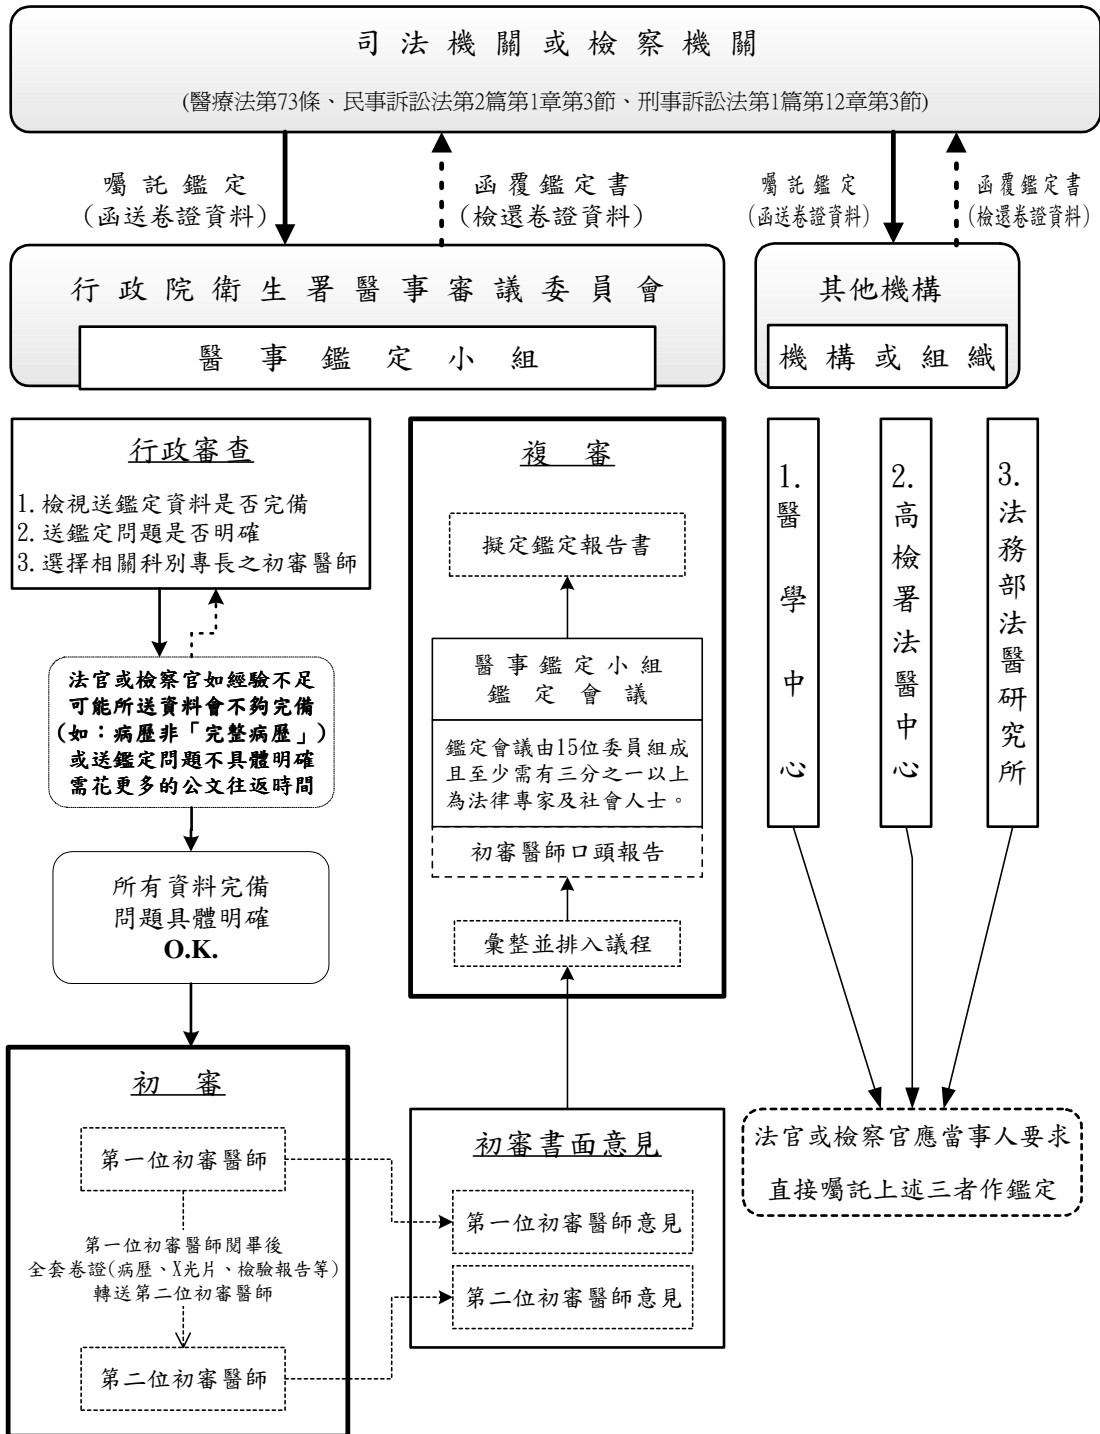 司法機關或檢察機關
(醫療法第73條、民事訴訟法第2篇第1章第3節、刑事訴訟法第1篇第12章第3節)
囑託鑑定
(函送卷證資料)
函覆鑑定書
(檢還卷證資料)
囑託鑑定
(函送卷證資料)
函覆鑑定書
(檢還卷證資料)
行政院衛生署醫事審議委員會
醫事鑑定小組
其他機構
機構或組織
行政審查
1.檢視送鑑定資料是否完備
2.送鑑定問題是否明確
3.選擇相關科別專長之初審醫師
法官或檢察官如經驗不足
可能所送資料會不夠完備
(如：病歷非「完整病歷」)
或送鑑定問題不具體明確
需花更多的公文往返時間
所有資料完備
問題具體明確
O.K.
初審
第一位初審醫師
第一位初審醫師閱畢後
全套卷證(病歷、X光片、檢驗報告等)
轉送第二位初審醫師
第二位初審醫師
複審
擬定鑑定報告書
醫事鑑定小組
鑑定會議
鑑定會議由15位委員組成
且至少需有三分之一以上
為法律專家及社會人士。
初審醫師口頭報告
彙整並排入議程
初審書面意見
第一位初審醫師意見
第二位初審醫師意見
1.醫學中心
2.高檢署法醫中心
3.法務部法醫研究所
法官或檢察官應當事人要求
直接囑託上述三者作鑑定